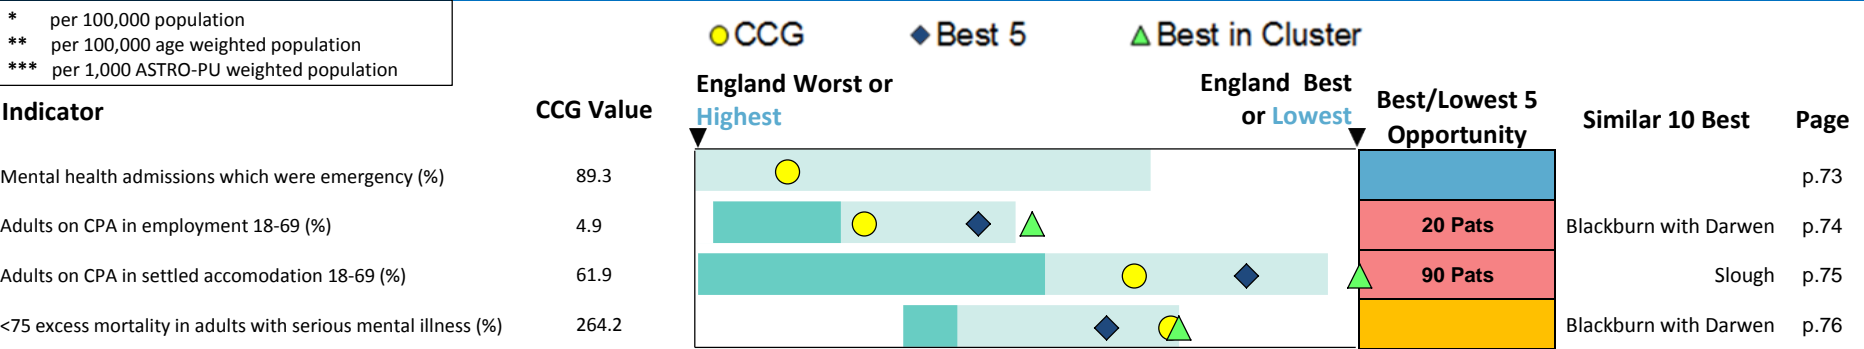 * per 100,000 population
** per 100,000 age weighted population
*** per 1,000 ASTRO-PU weighted population
CCG Best 5 Best in Cluster
Indicator CCG Value England Worst or Highest England Best or Lowest Best/Lowest 5 Opportunity Similar 10 Best Page
Mental health admissions which were emergency (%) 89.3 p.73
Adults on CPA in employment 18-69 (%) 4.9 20 Pats Blackburn with Darwen p.74
Adults on CPA in settled accomodation 18-69 (%) 61.9 90 Pats Slough p.75
<75 excess mortality in adults with serious mental illness (%) 264.2 Blackburn with Darwen p.76